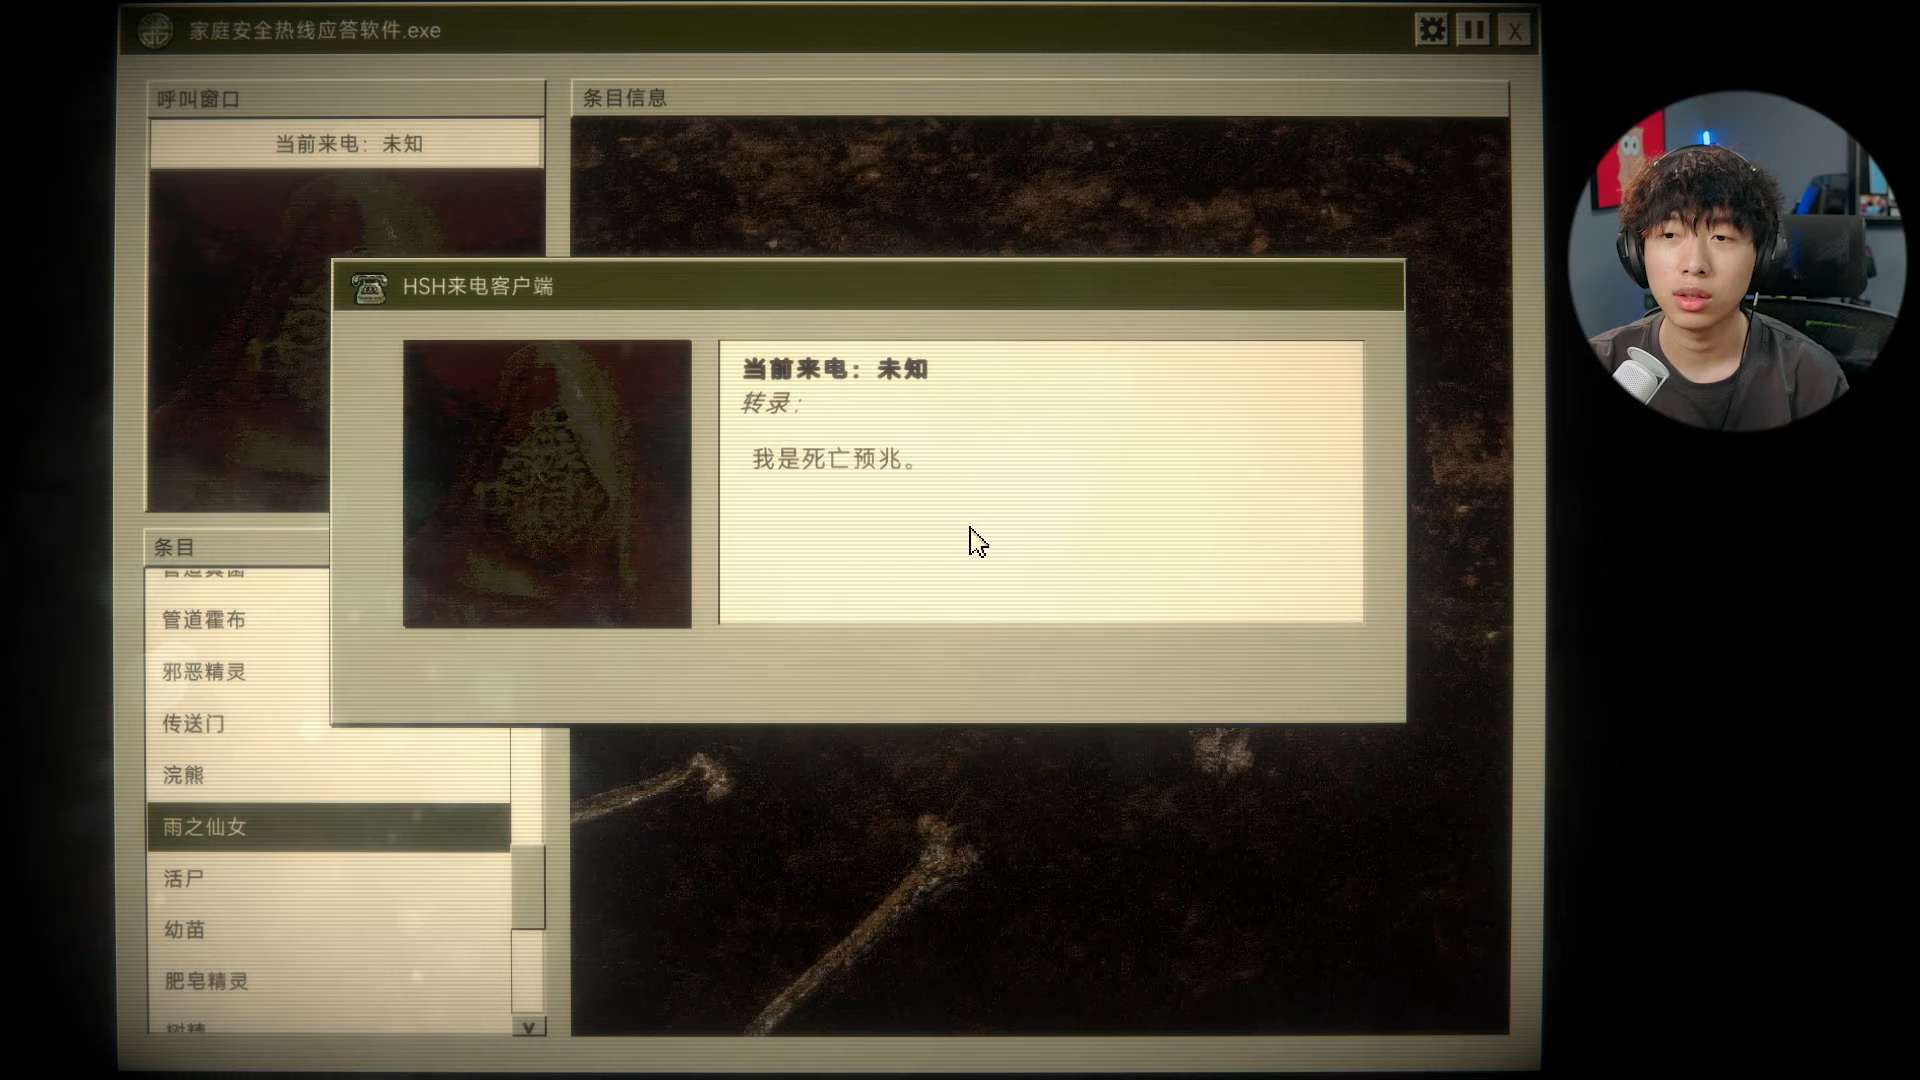 家庭安全热线应答软件.exe
X
呼叫窗口
当前来电：未知
条目信息
HSH来电客户端
当前来电：未知
转录：
我是死亡预兆。
条目
管道霍布
邪恶精灵
传送门
浣熊
雨之仙女
活尸
幼苗
肥皂精灵